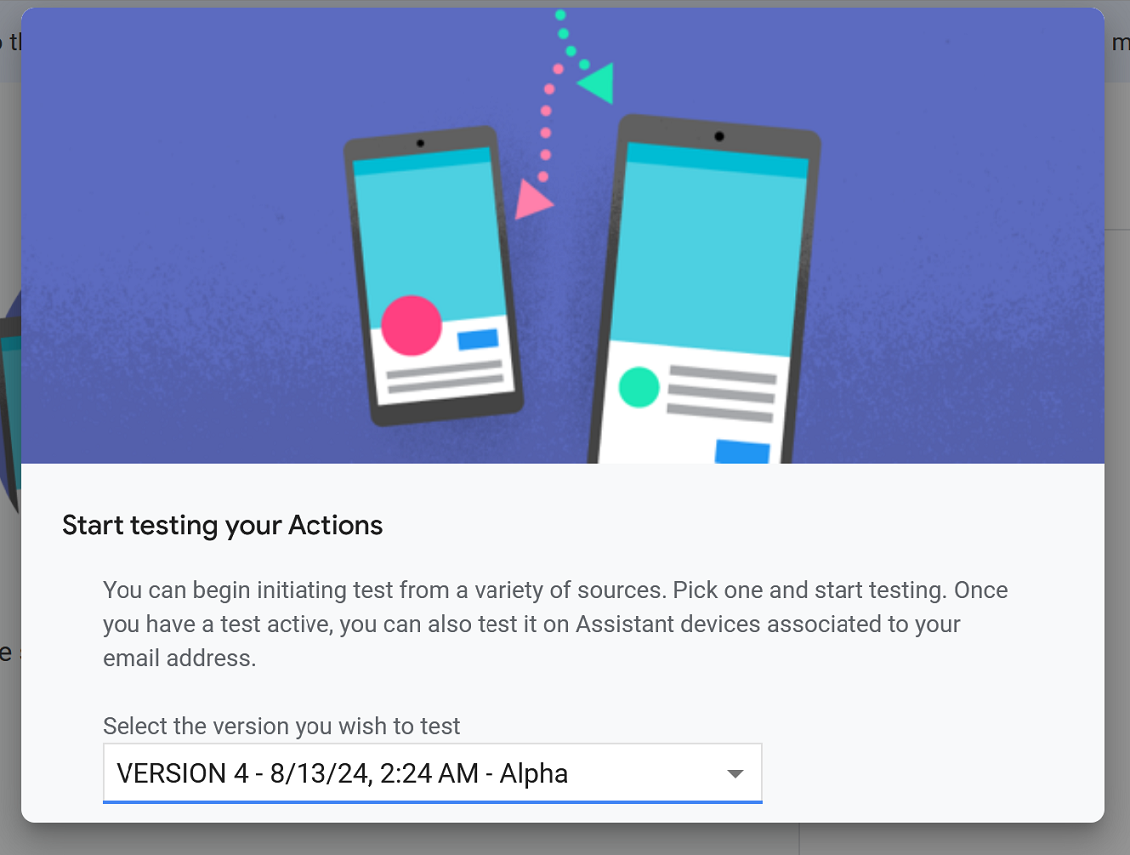 Start testing your Actions
You can begin initiating test from a variety of sources. Pick one and start testing. Once
you have a test active, you can also test it on Assistant devices associated to your
email address.
Select the version you wish to test
VERSION 4 - 8/13/24, 2:24 AM - Alpha